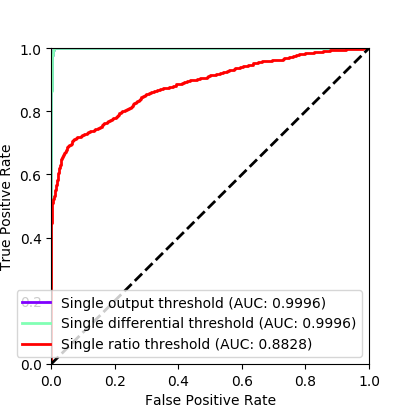 1.0
0.8
0.6
0.4
0.2
0.0
True Positive Rate
Single output threshold (AUC: 0.9996)
Single differential threshold (AUC: 0.9996)
Single ratio threshold (AUC: 0.8828)
0.0 0.2 0.4 0.6 0.8 1.0
False Positive Rate